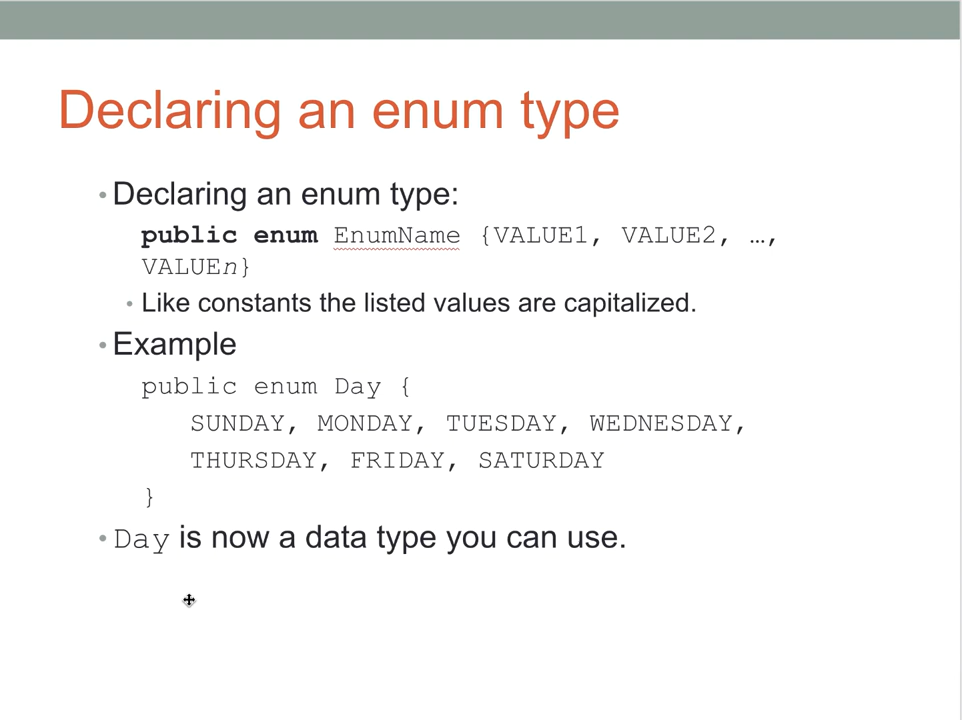 Declaring an enum type
• Declaring an enum type:
public enum EnumName {VALUE1, VALUE2, …,
VALUEn}
• Like constants the listed values are capitalized.
• Example
public enum Day {
SUNDAY, MONDAY, TUESDAY, WEDNESDAY,
THURSDAY, FRIDAY, SATURDAY
}
• Day is now a data type you can use.